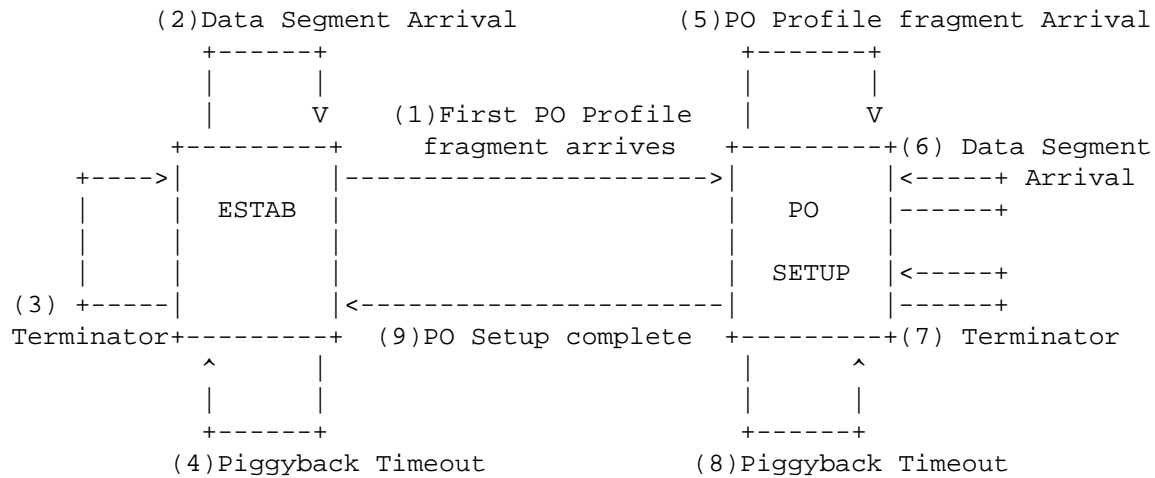 (2)Data Segment Arrival (5)PO Profile fragment Arrival
(1)First PO Profile
fragment arrives (6) Data Segment
Arrival
ESTAB PO
SETUP
(3)
Terminator (9)PO Setup complete (7) Terminator
(4)Piggyback Timeout (8)Piggyback Timeout